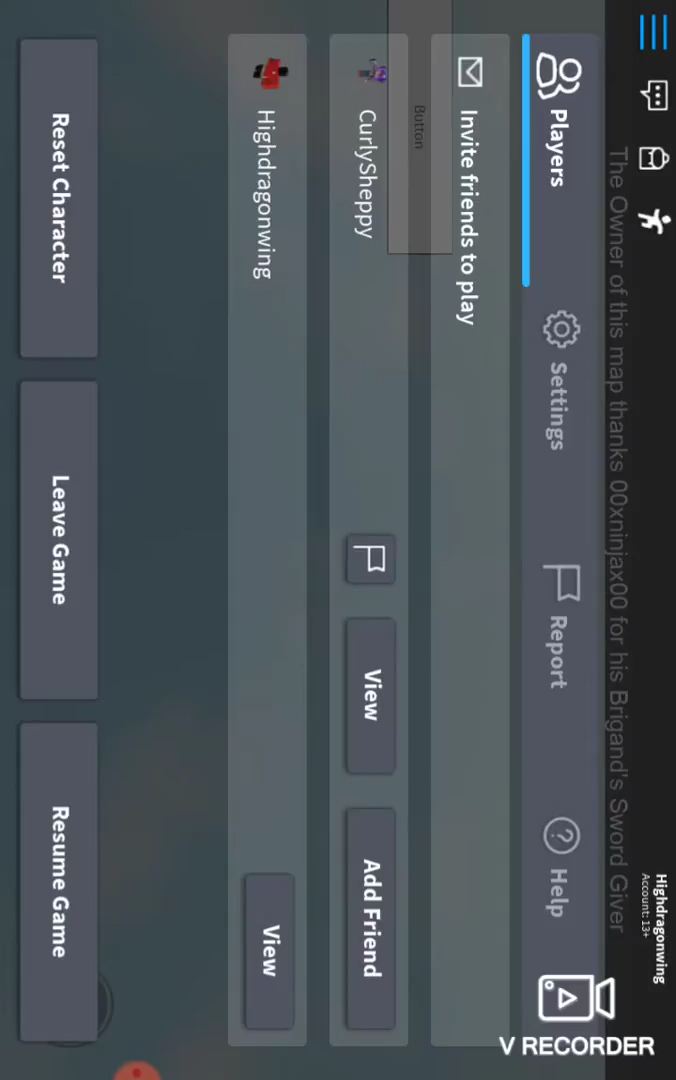 Highdragonwing
Account: 13+
The Owner of this map thanks 00xninjax00 for his Brigand's Sword Giver
Players
Settings
Report
Help
V RECORDER
Invite friends to play
Button
CurlySheppy
View
Add Friend
Highdragonwing
View
Reset Character
Leave Game
Resume Game